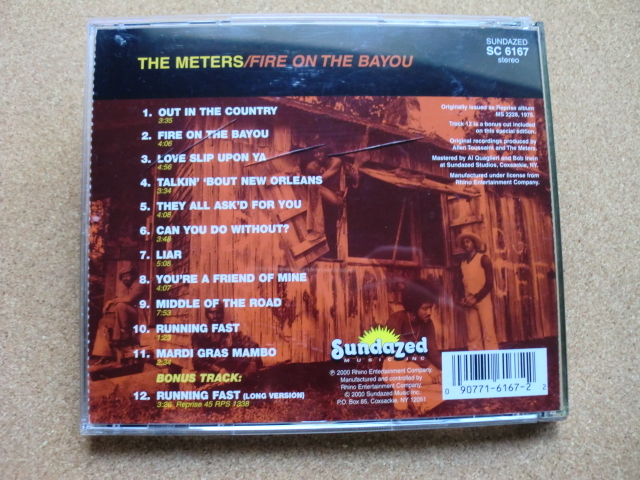 THE METERS/FIRE ON THE BAYOU
SUNDAZED
SC 6167
stereo
1. OUT IN THE COUNTRY
3:35
2. FIRE ON THE BAYOU
4:06
3. LOVE SLIP UPON YA
4:56
4. TALKIN' 'BOUT NEW ORLEANS
3:34
5. THEY ALL ASK'D FOR YOU
4:08
6. CAN YOU DO WITHOUT?
3:46
7. LIAR
5:06
8. YOU'RE A FRIEND OF MINE
4:07
9. MIDDLE OF THE ROAD
7:53
10. RUNNING FAST
1:23
11. MARDI GRAS MAMBO
2:34
BONUS TRACK:
12. RUNNING FAST (LONG VERSION)
3:26 Reprise 45 RPS 1338
Originally issued as Reprise album
MS 2228, 1975.
Track 12 is a bonus cut included
on this special edition.
Original recordings produced by
Allen Toussaint and The Meters.
Mastered by Al Quaglieri and Bob Irwin
at Sundazed Studios, Coxsackie, NY.
Manufactured under license from
Rhino Entertainment Company.
Sundazed
MUSIC INC
℗ 2000 Rhino Entertainment Company
Manufactured and controlled by
Rhino Entertainment Company.
© 2000 Sundazed Music Inc.
P.O. Box 85, Coxsackie, NY 12051
0 90771-6167-2 2